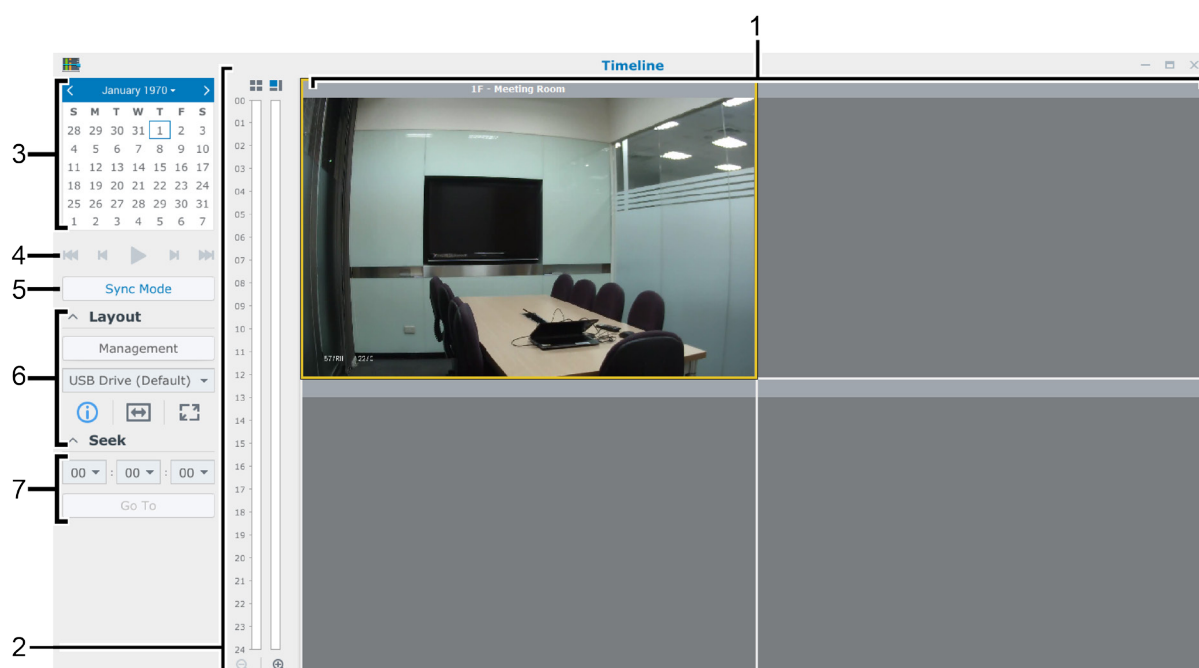 1
Timeline
3
January 1970
S M T W T F S
28 29 30 31 1 2 3
4 5 6 7 8 9 10
11 12 13 14 15 16 17
18 19 20 21 22 23 24
25 26 27 28 29 30 31
1 2 3 4 5 6 7
4
5
Sync Mode
6
Layout
Management
USB Drive (Default)
Seek
7
00 : 00 : 00
Go To
2
00
01
02
03
04
05
06
07
08
09
10
11
12
13
14
15
16
17
18
19
20
21
22
23
24
1F - Meeting Room